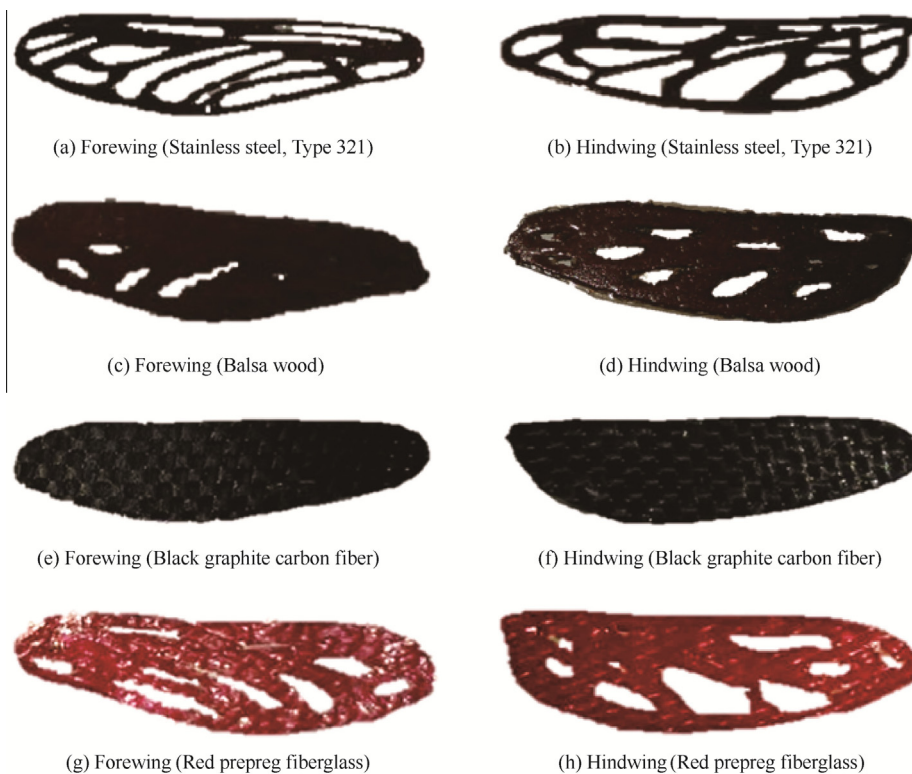 (a) Forewing (Stainless steel, Type 321)
(b) Hindwing (Stainless steel, Type 321)
(c) Forewing (Balsa wood)
(d) Hindwing (Balsa wood)
(e) Forewing (Black graphite carbon fiber)
(f) Hindwing (Black graphite carbon fiber)
(g) Forewing (Red prepreg fiberglass)
(h) Hindwing (Red prepreg fiberglass)